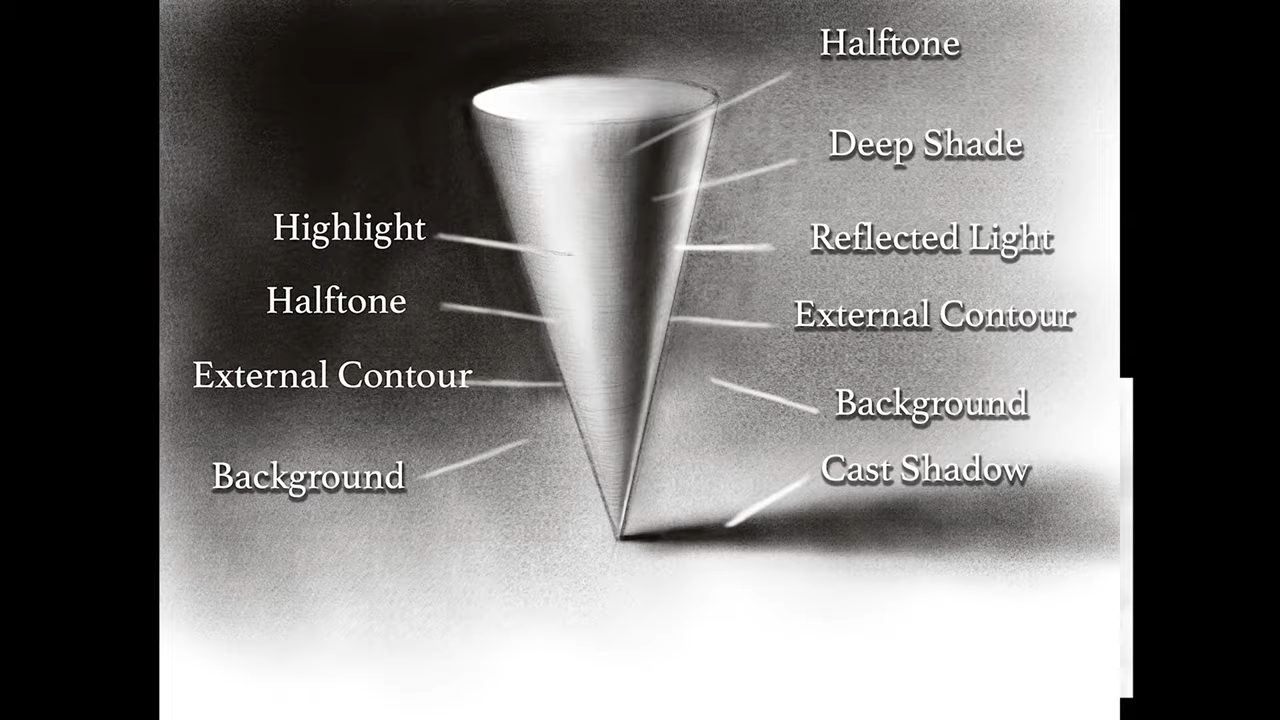 Halftone
Deep Shade
Highlight
Reflected Light
Halftone
External Contour
External Contour
Background
Background
Cast Shadow